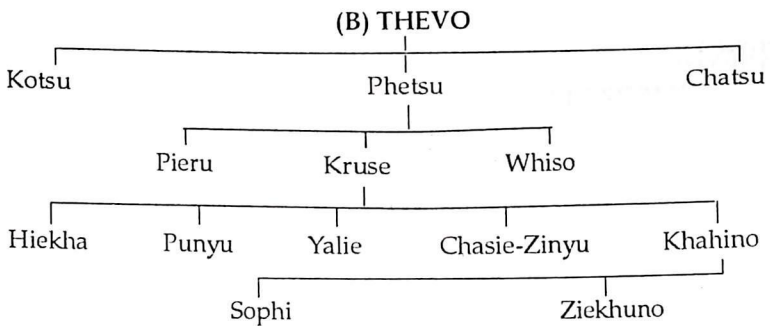 (B) THEVO
Kotsu Phetsu Chatsu
Pieru Kruse Whiso
Hiekha Punyu Yalie Chasie-Zinyu Khahino
Sophi Ziekhuno